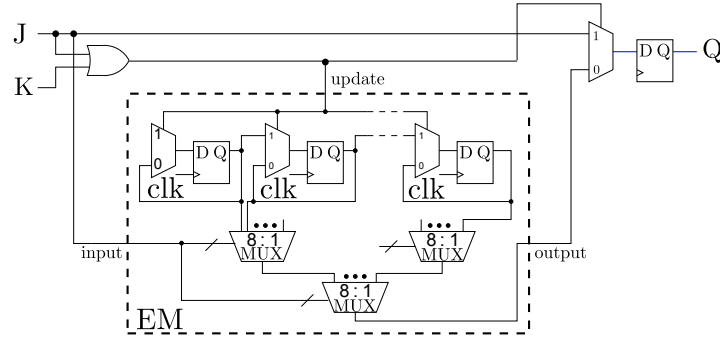 J
K
update
1
0
D Q
Q
1
0
D Q
clk
1
0
D Q
clk
1
0
D Q
clk
8:1
MUX
8:1
MUX
input
output
8:1
MUX
EM